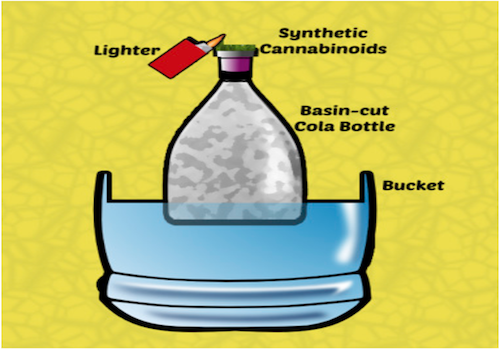 Synthetic
Lighter
Cannabinoids
Basin-cut
Cola Bottle
Bucket